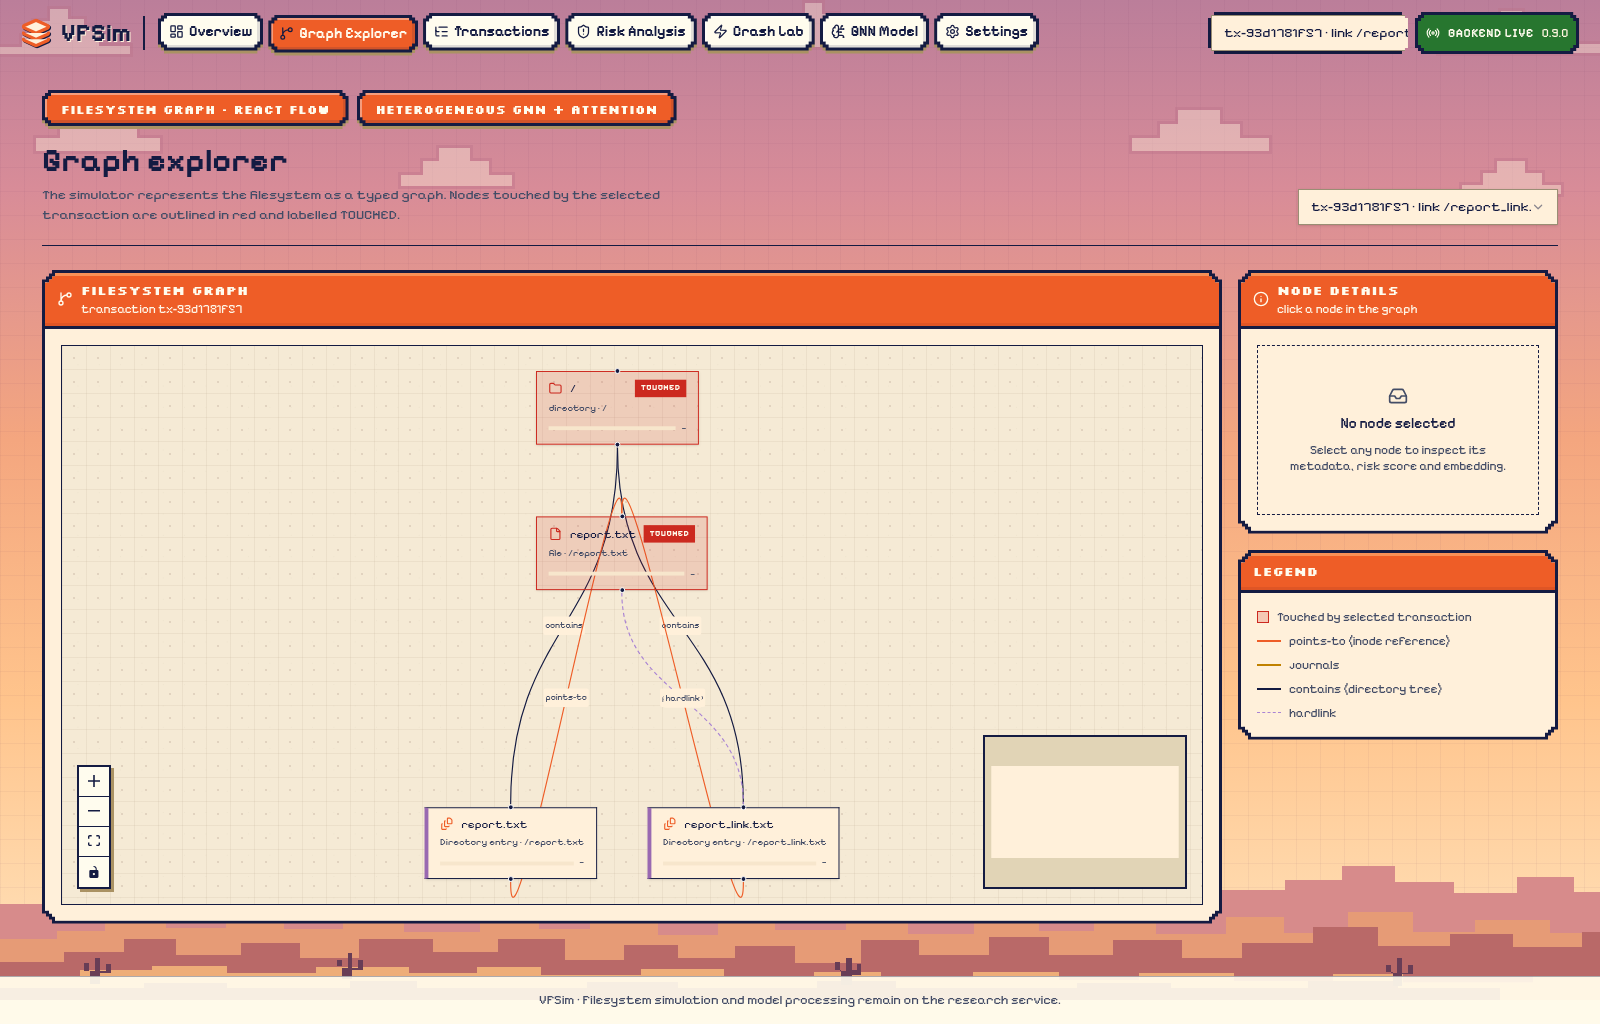 VFSim
Overview
Graph Explorer
Transactions
Risk Analysis
Crash Lab
GNN Model
Settings
tx-93d1781f57 · link /report
BACKEND LIVE 0.9.0
FILESYSTEM GRAPH · REACT FLOW
HETEROGENEOUS GNN + ATTENTION
Graph explorer
The simulator represents the filesystem as a typed graph. Nodes touched by the selected
transaction are outlined in red and labelled TOUCHED.
tx-93d1781f57 · link /report_link.
FILESYSTEM GRAPH
transaction tx-93d1781f57
/
TOUCHED
directory · /
–
report.txt
TOUCHED
file · /report.txt
–
contains
contains
points-to
hardlink
report.txt
Directory entry · /report.txt
–
report_link.txt
Directory entry · /report_link.txt
–
NODE DETAILS
click a node in the graph
No node selected
Select any node to inspect its
metadata, risk score and embedding.
LEGEND
Touched by selected transaction
points-to (inode reference)
journals
contains (directory tree)
hardlink
VFSim · Filesystem simulation and model processing remain on the research service.